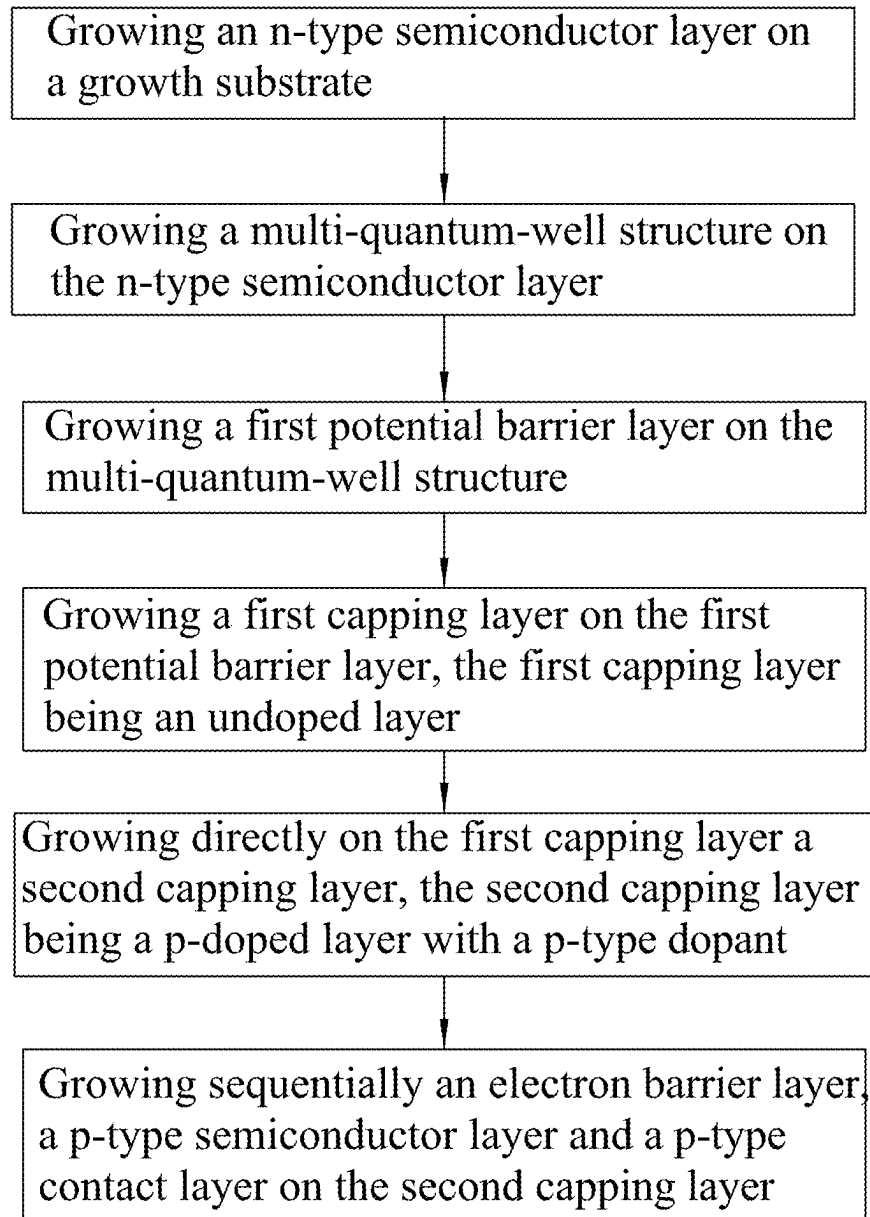 Growing an n-type semiconductor layer on
a growth substrate
Growing a multi-quantum-well structure on
the n-type semiconductor layer
Growing a first potential barrier layer on the
multi-quantum-well structure
Growing a first capping layer on the first
potential barrier layer, the first capping layer
being an undoped layer
Growing directly on the first capping layer a
second capping layer, the second capping layer
being a p-doped layer with a p-type dopant
Growing sequentially an electron barrier layer,
a p-type semiconductor layer and a p-type
contact layer on the second capping layer